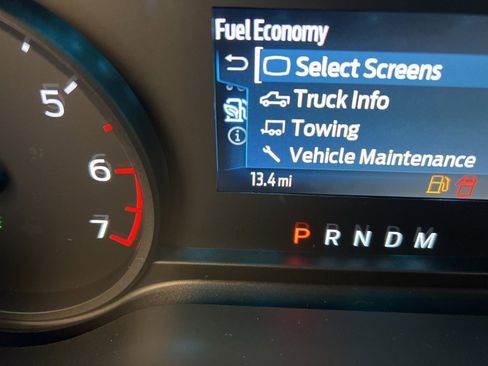 Fuel Economy
Select Screens
Truck Info
Towing
Vehicle Maintenance
13.4 mi
P R N D M
5
6
7